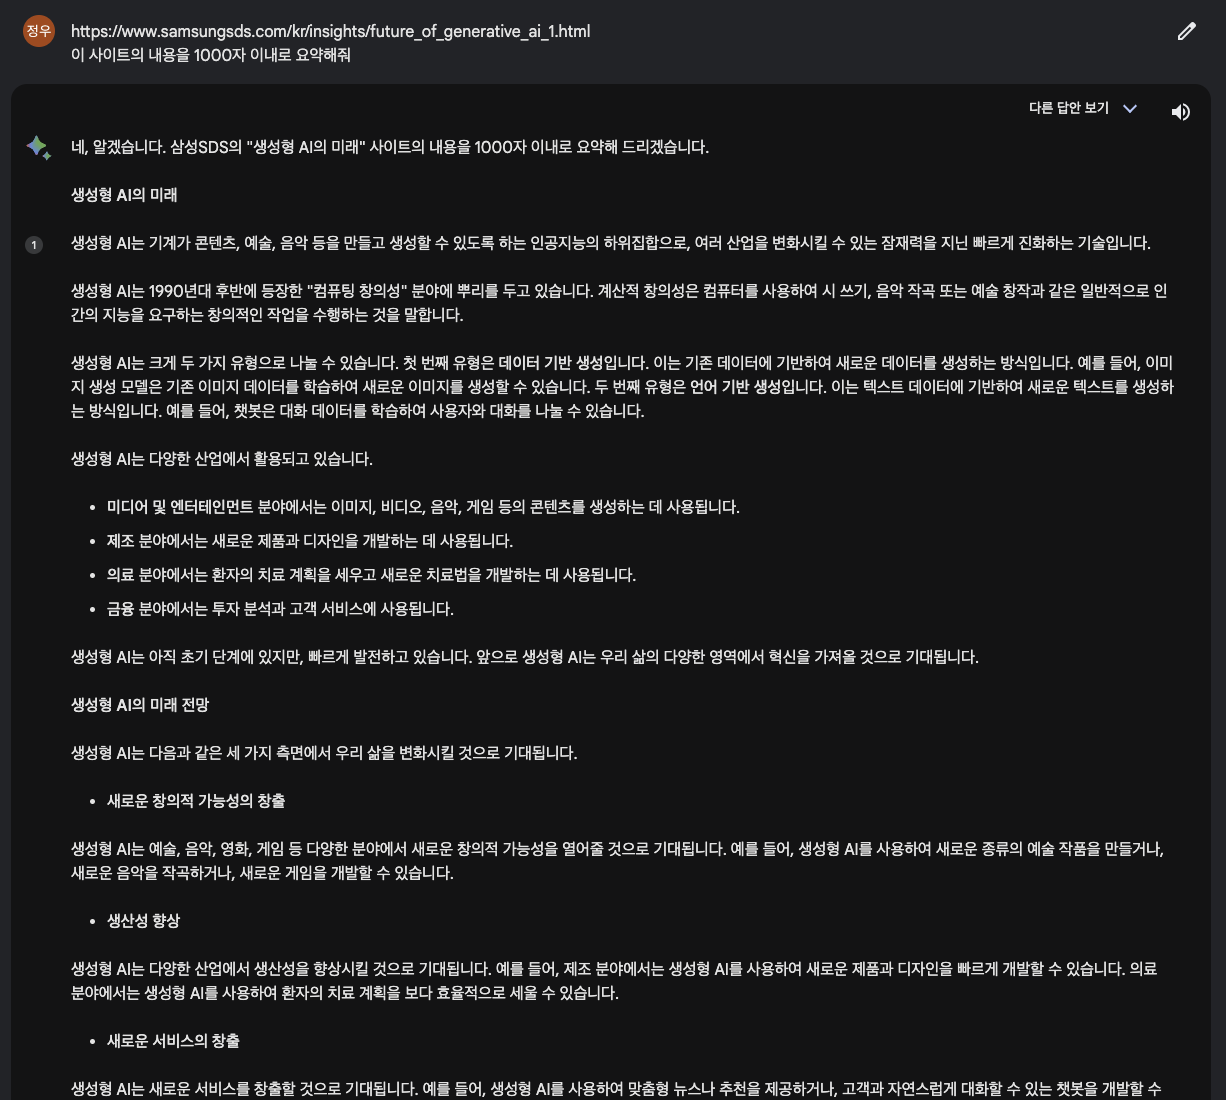 정우
https://www.samsungsds.com/kr/insights/future_of_generative_ai_1.html
이 사이트의 내용을 1000자 이내로 요약해줘
다른 답안 보기
네, 알겠습니다. 삼성SDS의 "생성형 AI의 미래" 사이트의 내용을 1000자 이내로 요약해 드리겠습니다.
생성형 AI의 미래
1
생성형 AI는 기계가 콘텐츠, 예술, 음악 등을 만들고 생성할 수 있도록 하는 인공지능의 하위집합으로, 여러 산업을 변화시킬 수 있는 잠재력을 지닌 빠르게 진화하는 기술입니다.
생성형 AI는 1990년대 후반에 등장한 "컴퓨팅 창의성" 분야에 뿌리를 두고 있습니다. 계산적 창의성은 컴퓨터를 사용하여 시 쓰기, 음악 작곡 또는 예술 창작과 같은 일반적으로 인
간의 지능을 요구하는 창의적인 작업을 수행하는 것을 말합니다.
생성형 AI는 크게 두 가지 유형으로 나눌 수 있습니다. 첫 번째 유형은 데이터 기반 생성입니다. 이는 기존 데이터에 기반하여 새로운 데이터를 생성하는 방식입니다. 예를 들어, 이미
지 생성 모델은 기존 이미지 데이터를 학습하여 새로운 이미지를 생성할 수 있습니다. 두 번째 유형은 언어 기반 생성입니다. 이는 텍스트 데이터에 기반하여 새로운 텍스트를 생성하
는 방식입니다. 예를 들어, 챗봇은 대화 데이터를 학습하여 사용자와 대화를 나눌 수 있습니다.
생성형 AI는 다양한 산업에서 활용되고 있습니다.
• 미디어 및 엔터테인먼트 분야에서는 이미지, 비디오, 음악, 게임 등의 콘텐츠를 생성하는 데 사용됩니다.
• 제조 분야에서는 새로운 제품과 디자인을 개발하는 데 사용됩니다.
• 의료 분야에서는 환자의 치료 계획을 세우고 새로운 치료법을 개발하는 데 사용됩니다.
• 금융 분야에서는 투자 분석과 고객 서비스에 사용됩니다.
생성형 AI는 아직 초기 단계에 있지만, 빠르게 발전하고 있습니다. 앞으로 생성형 AI는 우리 삶의 다양한 영역에서 혁신을 가져올 것으로 기대됩니다.
생성형 AI의 미래 전망
생성형 AI는 다음과 같은 세 가지 측면에서 우리 삶을 변화시킬 것으로 기대됩니다.
• 새로운 창의적 가능성의 창출
생성형 AI는 예술, 음악, 영화, 게임 등 다양한 분야에서 새로운 창의적 가능성을 열어줄 것으로 기대됩니다. 예를 들어, 생성형 AI를 사용하여 새로운 종류의 예술 작품을 만들거나,
새로운 음악을 작곡하거나, 새로운 게임을 개발할 수 있습니다.
• 생산성 향상
생성형 AI는 다양한 산업에서 생산성을 향상시킬 것으로 기대됩니다. 예를 들어, 제조 분야에서는 생성형 AI를 사용하여 새로운 제품과 디자인을 빠르게 개발할 수 있습니다. 의료
분야에서는 생성형 AI를 사용하여 환자의 치료 계획을 보다 효율적으로 세울 수 있습니다.
• 새로운 서비스의 창출
생성형 AI는 새로운 서비스를 창출할 것으로 기대됩니다. 예를 들어, 생성형 AI를 사용하여 맞춤형 뉴스나 추천을 제공하거나, 고객과 자연스럽게 대화할 수 있는 챗봇을 개발할 수